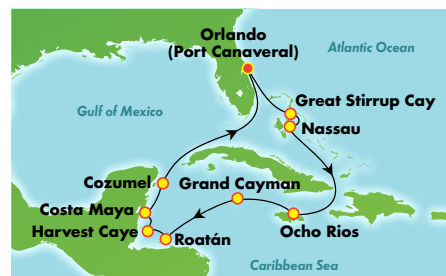 Orlando
(Port Canaveral)
Atlantic Ocean
Great Stirrup Cay
Gulf of Mexico
Nassau
Cozumel
Grand Cayman
Costa Maya
Harvest Caye
Roatán
Ocho Rios
Caribbean Sea